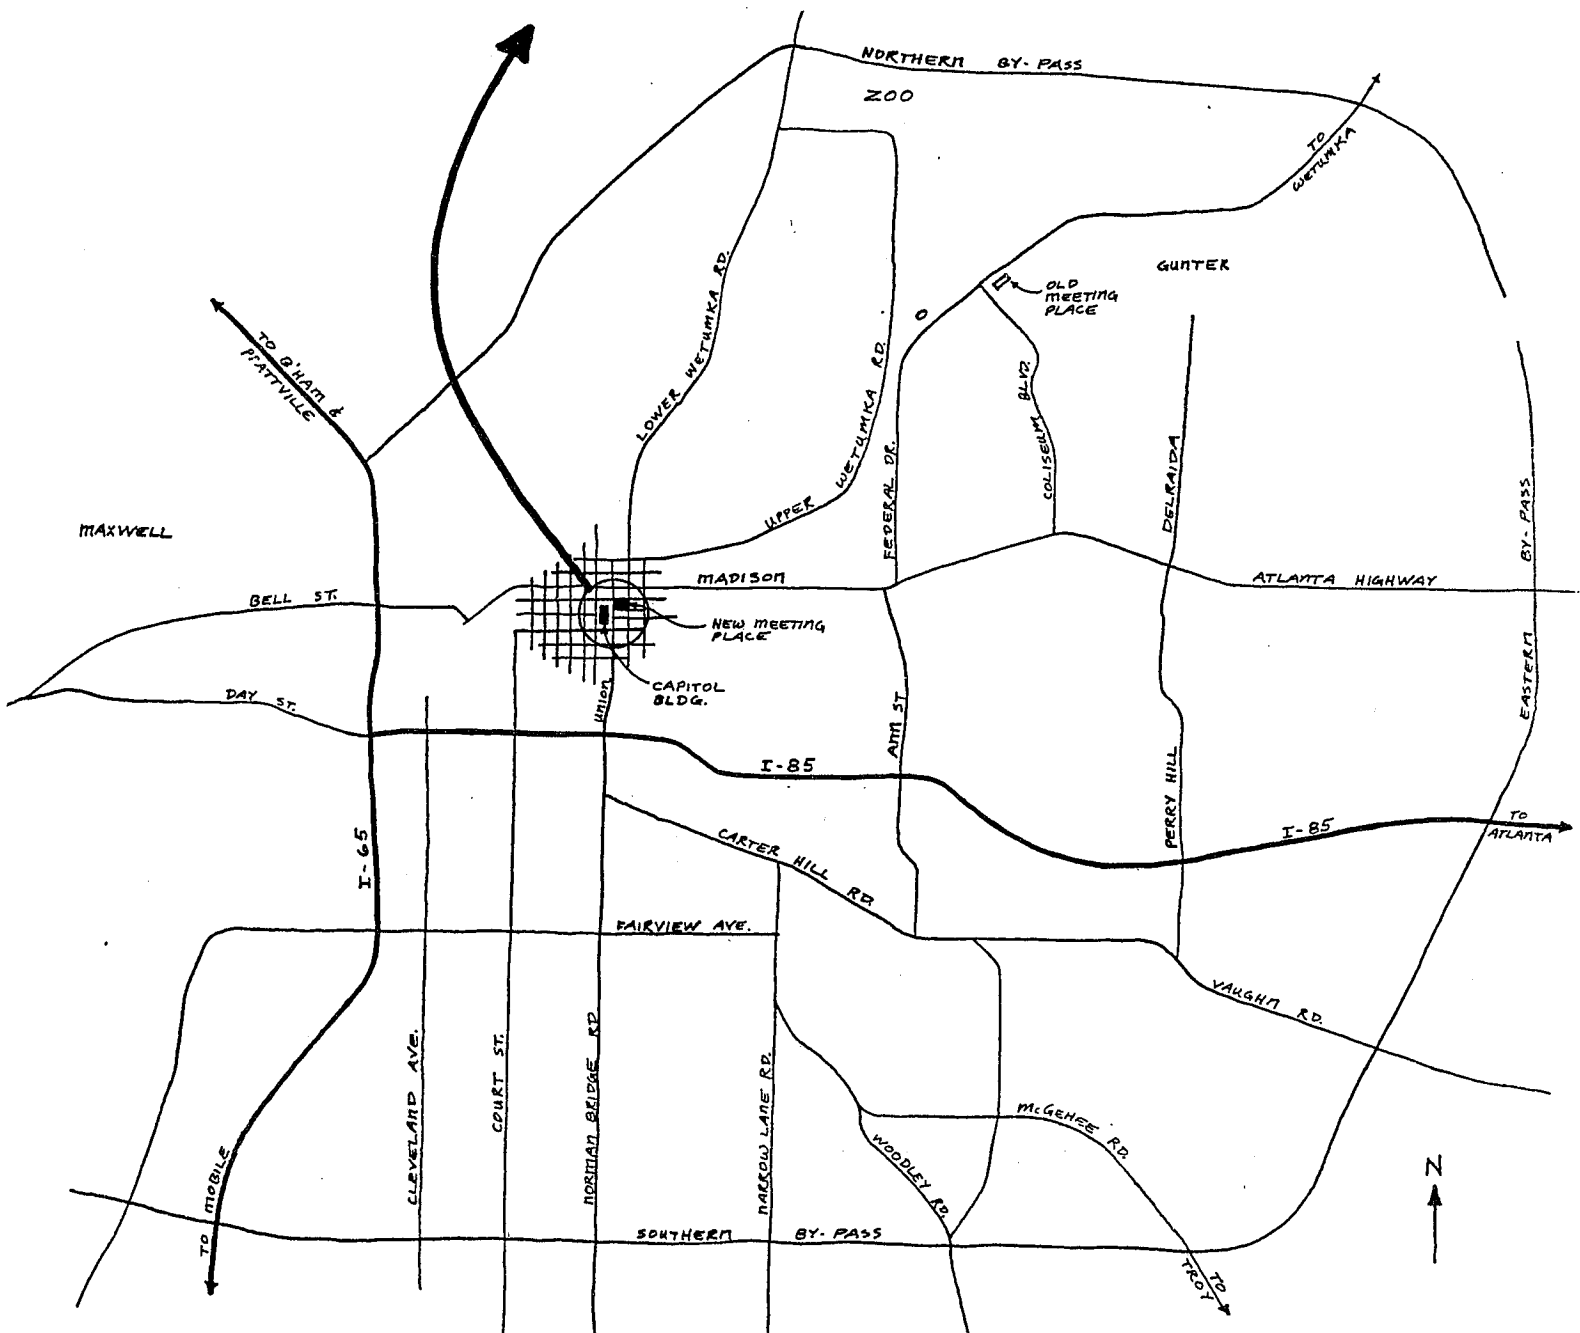 NORTHERN BY-PASS
ZOO
TO
WETUMKA
GUNTER
OLD
MEETING
PLACE
LOWER WETUMKA RD.
TO B'HAM &
PRATTVILLE
UPPER WETUMKA RD.
FEDERAL DR.
COLISEUM BLVD.
DELRAIDA
EASTERN BY-PASS
MAXWELL
MADISON
ATLANTA HIGHWAY
BELL ST.
NEW MEETING
PLACE
CAPITOL
BLDG.
DAY ST.
UNION
ANN ST
I-85
PERRY HILL
I-85
TO
ATLANTA
I-65
CARTER HILL RD.
FAIRVIEW AVE.
VAUGHN RD.
CLEVELAND AVE.
COURT ST.
NORMAN BRIDGE RD
NARROW LANE RD.
McGEHEE RD.
WOODLEY RD.
TO MOBILE
SOUTHERN BY-PASS
TO
TROY
N